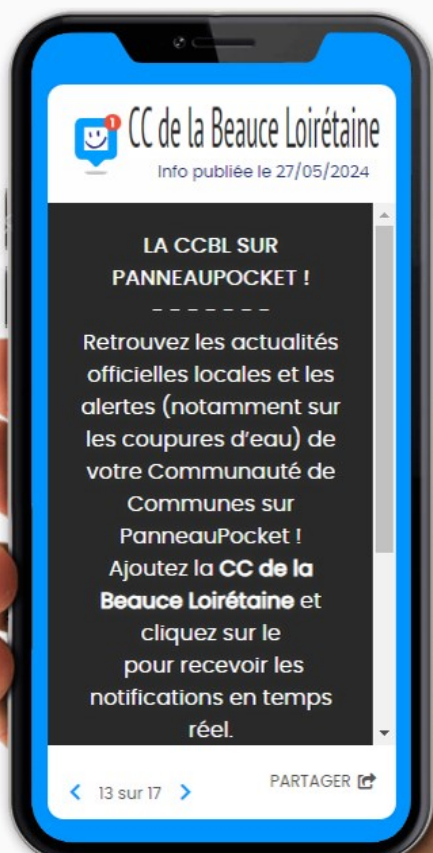 1
CC de la Beauce Loirétaine
Info publiée le 27/05/2024
LA CCBL SUR
PANNEAUPOCKET !
- - - - - - -
Retrouvez les actualités
officielles locales et les
alertes (notamment sur
les coupures d'eau) de
votre Communauté de
Communes sur
PanneauPocket !
Ajoutez la CC de la
Beauce Loirétaine et
cliquez sur le
pour recevoir les
notifications en temps
réel.
13 sur 17
PARTAGER